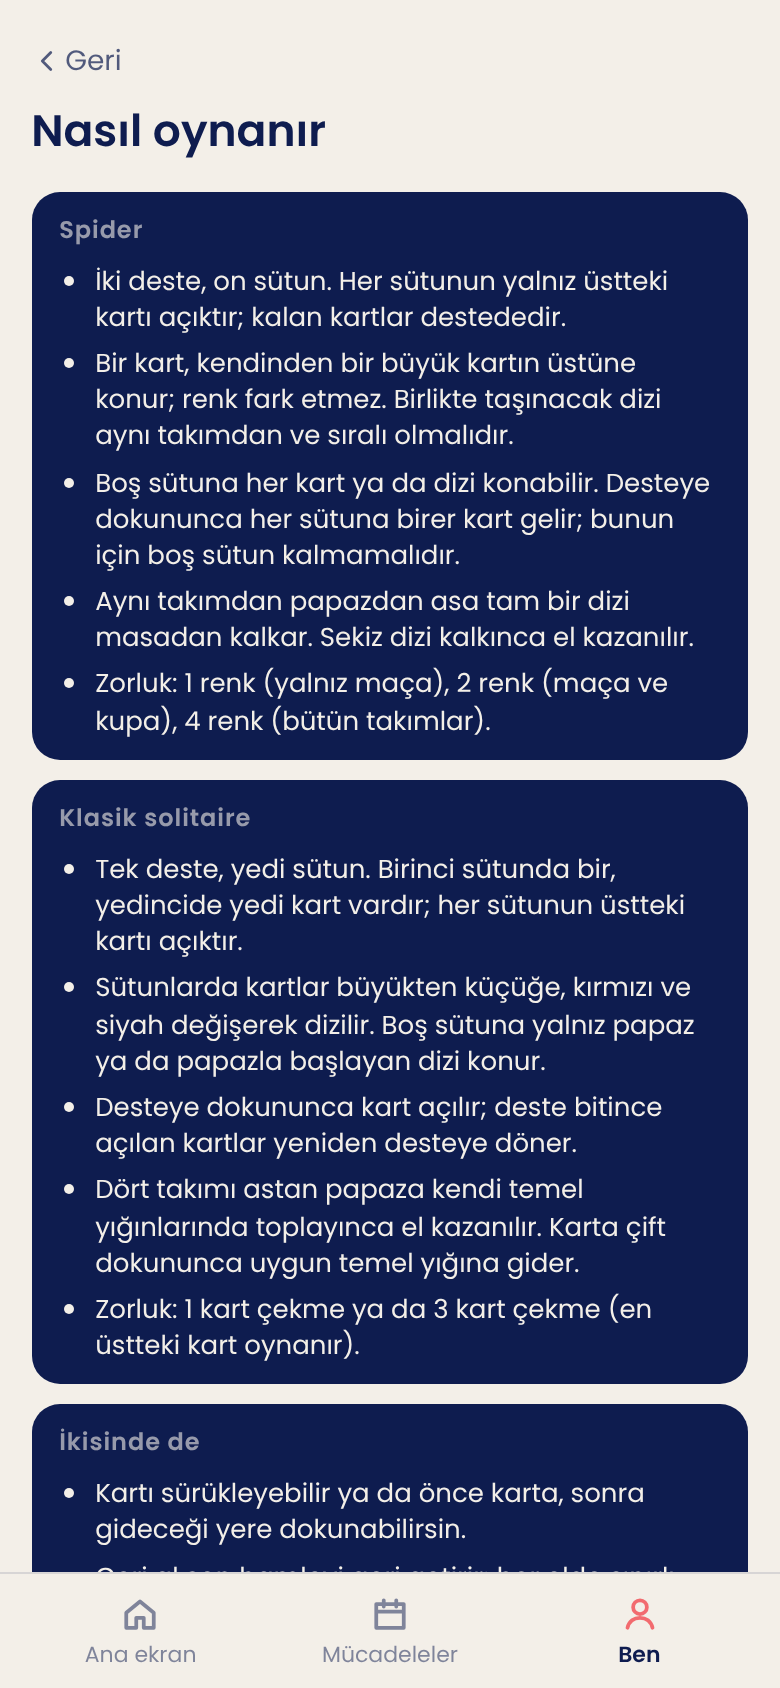 Geri
Nasıl oynanır
Spider
• İki deste, on sütun. Her sütunun yalnız üstteki
kartı açıktır; kalan kartlar destededir.
• Bir kart, kendinden bir büyük kartın üstüne
konur; renk fark etmez. Birlikte taşınacak dizi
aynı takımdan ve sıralı olmalıdır.
• Boş sütuna her kart ya da dizi konabilir. Desteye
dokununca her sütuna birer kart gelir; bunun
için boş sütun kalmamalıdır.
• Aynı takımdan papazdan asa tam bir dizi
masadan kalkar. Sekiz dizi kalkınca el kazanılır.
• Zorluk: 1 renk (yalnız maça), 2 renk (maça ve
kupa), 4 renk (bütün takımlar).
Klasik solitaire
• Tek deste, yedi sütun. Birinci sütunda bir,
yedincide yedi kart vardır; her sütunun üstteki
kartı açıktır.
• Sütunlarda kartlar büyükten küçüğe, kırmızı ve
siyah değişerek dizilir. Boş sütuna yalnız papaz
ya da papazla başlayan dizi konur.
• Desteye dokununca kart açılır; deste bitince
açılan kartlar yeniden desteye döner.
• Dört takımı astan papaza kendi temel
yığınlarında toplayınca el kazanılır. Karta çift
dokununca uygun temel yığına gider.
• Zorluk: 1 kart çekme ya da 3 kart çekme (en
üstteki kart oynanır).
İkisinde de
• Kartı sürükleyebilir ya da önce karta, sonra
gideceği yere dokunabilirsin.
Ana ekran
Mücadeleler
Ben